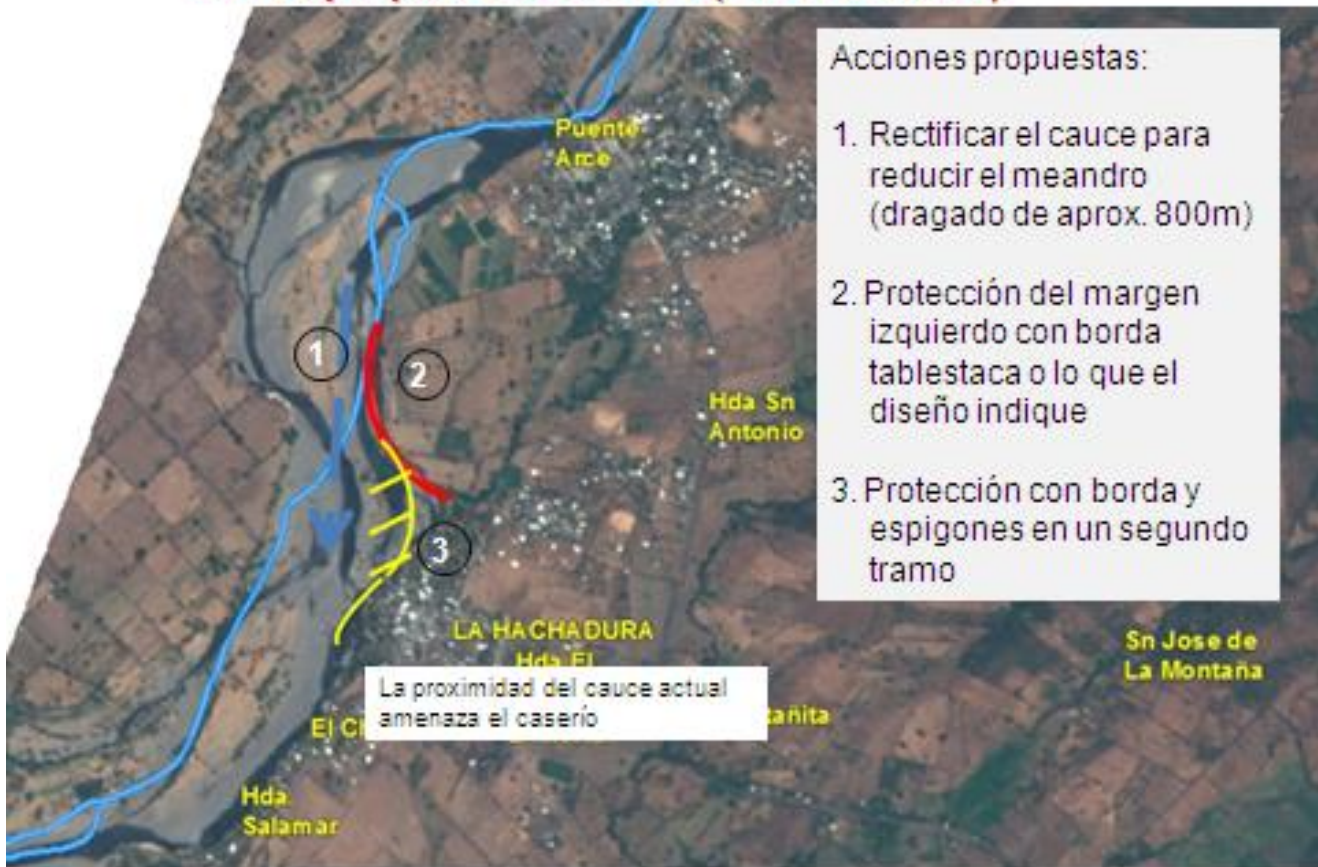 Acciones propuestas:
1. Rectificar el cauce para
reducir el meandro
(dragado de aprox. 800m)
2. Protección del margen
izquierdo con borda
tablestaca o lo que el
diseño indique
3. Protección con borda y
espigones en un segundo
tramo
Puente
Arce
1
2
Hda Sn
Antonio
3
LA HACHADURA
Hda El
Sn Jose de
La Montaña
La proximidad del cauce actual
amenaza el caserío
El
Hda
Salamar